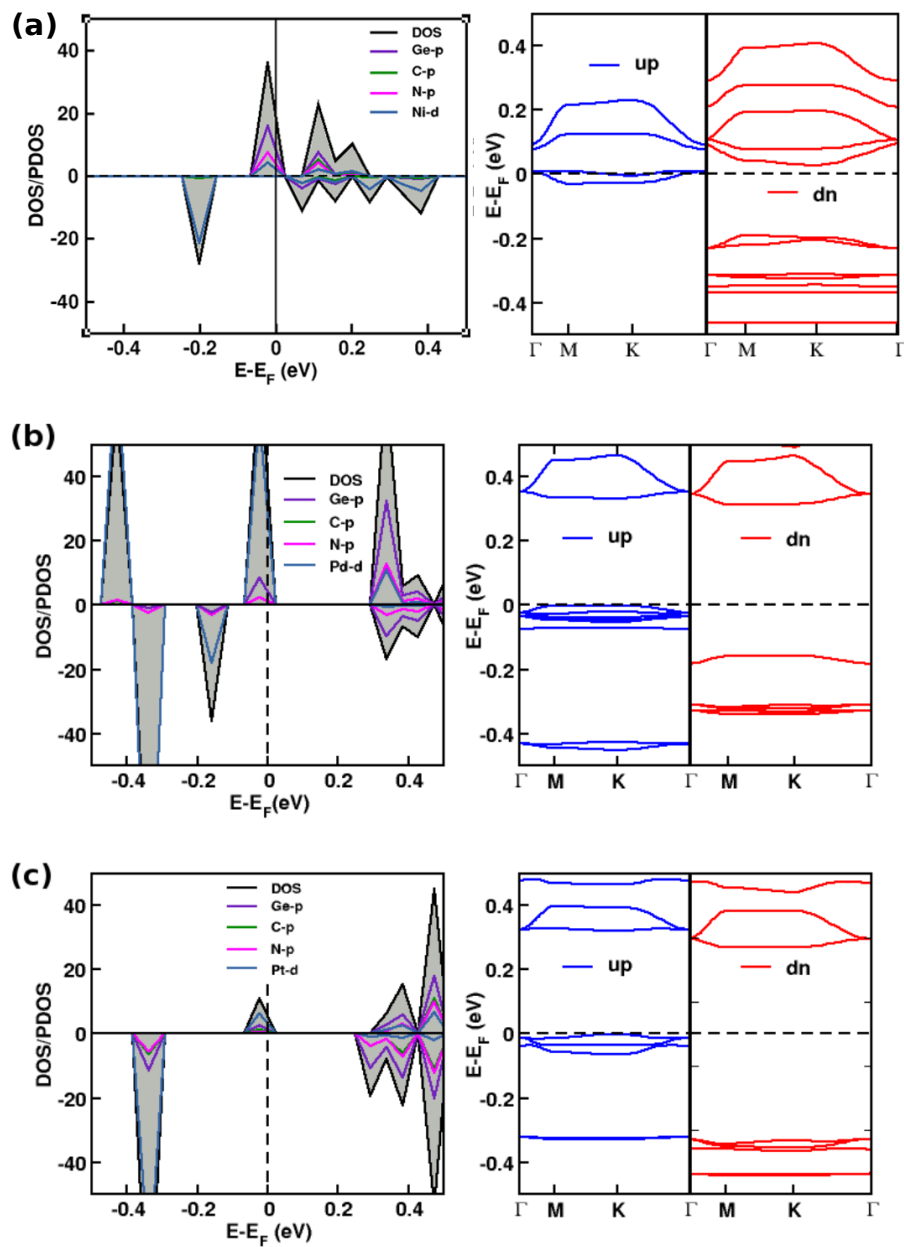 (a)
DOS/PDOS
40
20
0
-20
-40
DOS
Ge-p
C-p
N-p
Ni-d
-0.4
-0.2
0
0.2
0.4
E-E_F (eV)
E-E_F (eV)
0.4
0.2
0
-0.2
-0.4
up
dn
Γ
M
K
Γ
M
K
Γ
(b)
DOS/PDOS
40
20
0
-20
-40
DOS
Ge-p
C-p
N-p
Pd-d
-0.4
-0.2
0
0.2
0.4
E-E_F(eV)
E-E_F (eV)
0.4
0.2
0
-0.2
-0.4
up
dn
Γ
M
K
Γ
M
K
Γ
(c)
DOS/PDOS
40
20
0
-20
-40
DOS
Ge-p
C-p
N-p
Pt-d
-0.4
-0.2
0
0.2
0.4
E-E_F (eV)
E-E_F (eV)
0.4
0.2
0
-0.2
-0.4
up
dn
Γ
M
K
Γ
M
K
Γ